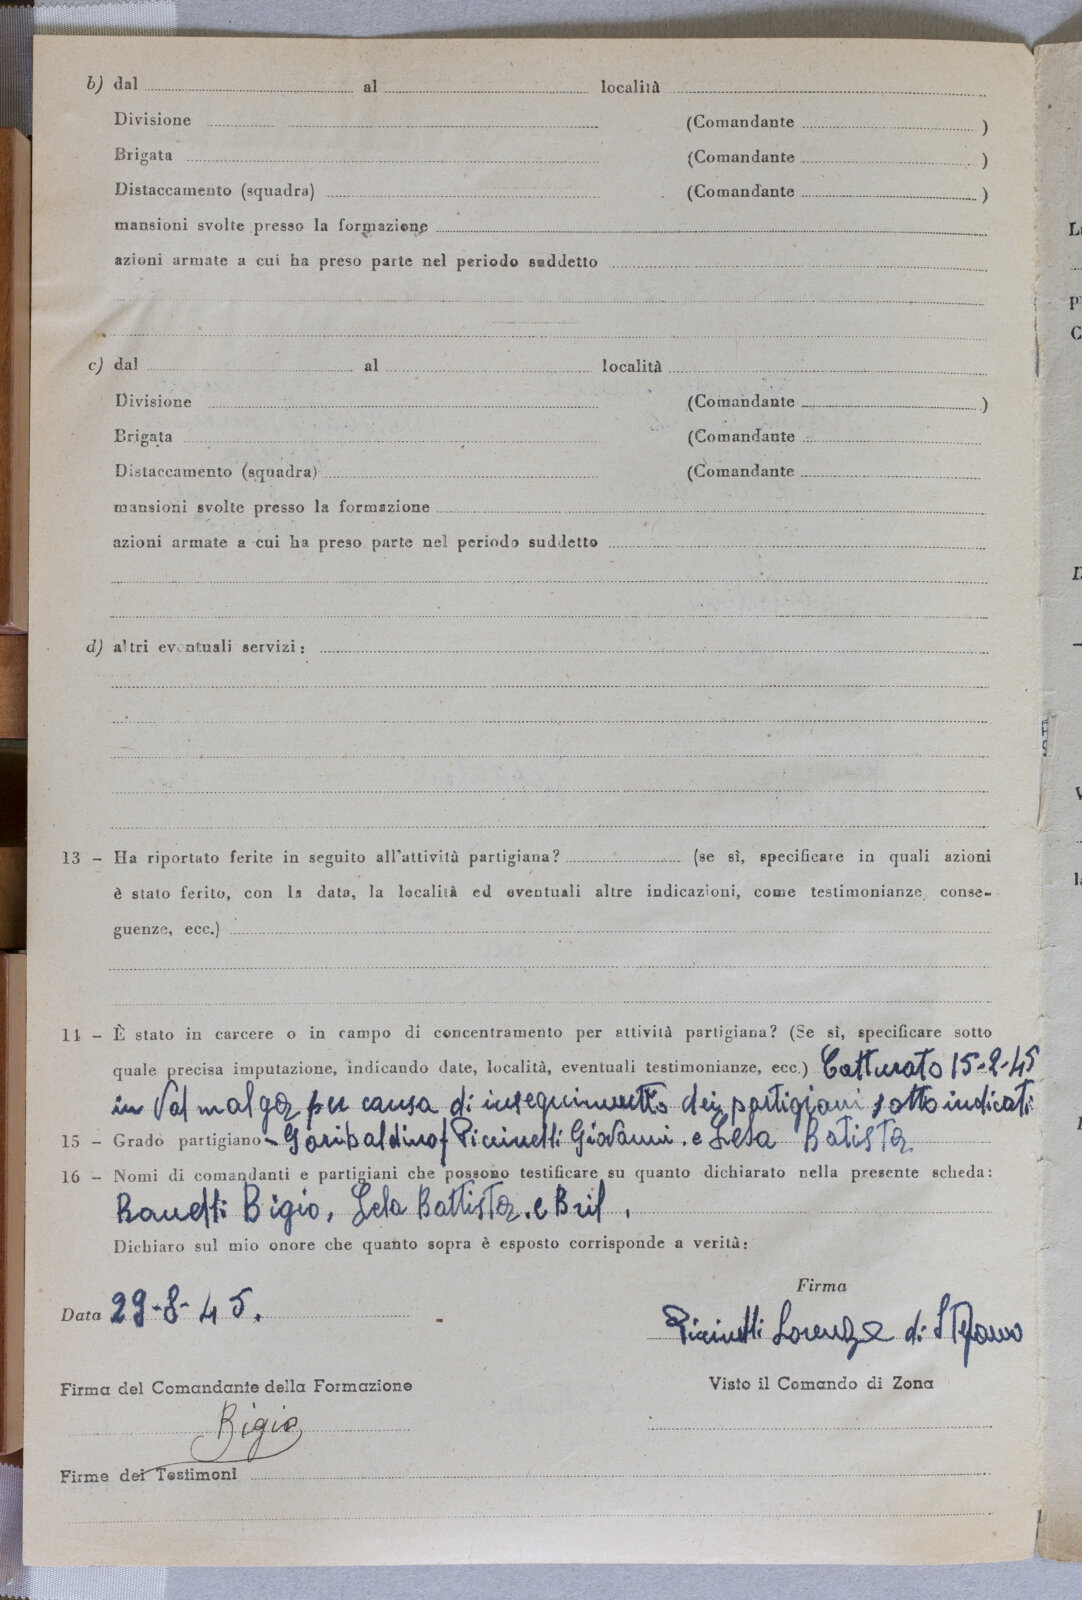 b) dal al località
Divisione (Comandante )
Brigata (Comandante )
Distaccamento (squadra) (Comandante )
mansioni svolte presso la formazione
azioni armate a cui ha preso parte nel periodo suddetto
c) dal al località
Divisione (Comandante )
Brigata (Comandante
Distaccamento (squadra) (Comandante
mansioni svolte presso la formazione
azioni armate a cui ha preso parte nel periodo suddetto
d) altri eventuali servizi:
13 – Ha riportato ferite in seguito all'attività partigiana? (se sì, specificare in quali azioni
è stato ferito, con la data, la località ed eventuali altre indicazioni, come testimonianze, conse-
guenze, ecc.)
14 – È stato in carcere o in campo di concentramento per attività partigiana? (Se sì, specificare sotto
quale precisa imputazione, indicando date, località, eventuali testimonianze, ecc.) Catturato 15-2-45
in Val malga per causa di inseguimento dei partigiani sotto indicati
15 – Grado partigiano - Garibaldino Piccinelli Giovanni. e Lela Batista
16 – Nomi di comandanti e partigiani che possono testificare su quanto dichiarato nella presente scheda:
Bigio, Lela Battista. e Bril.
Dichiaro sul mio onore che quanto sopra è esposto corrisponde a verità:
Firma
Data 29-8-45.
Lorenzo di Stefano
Firma del Comandante della Formazione Visto il Comando di Zona
Bigio
Firme dei Testimoni